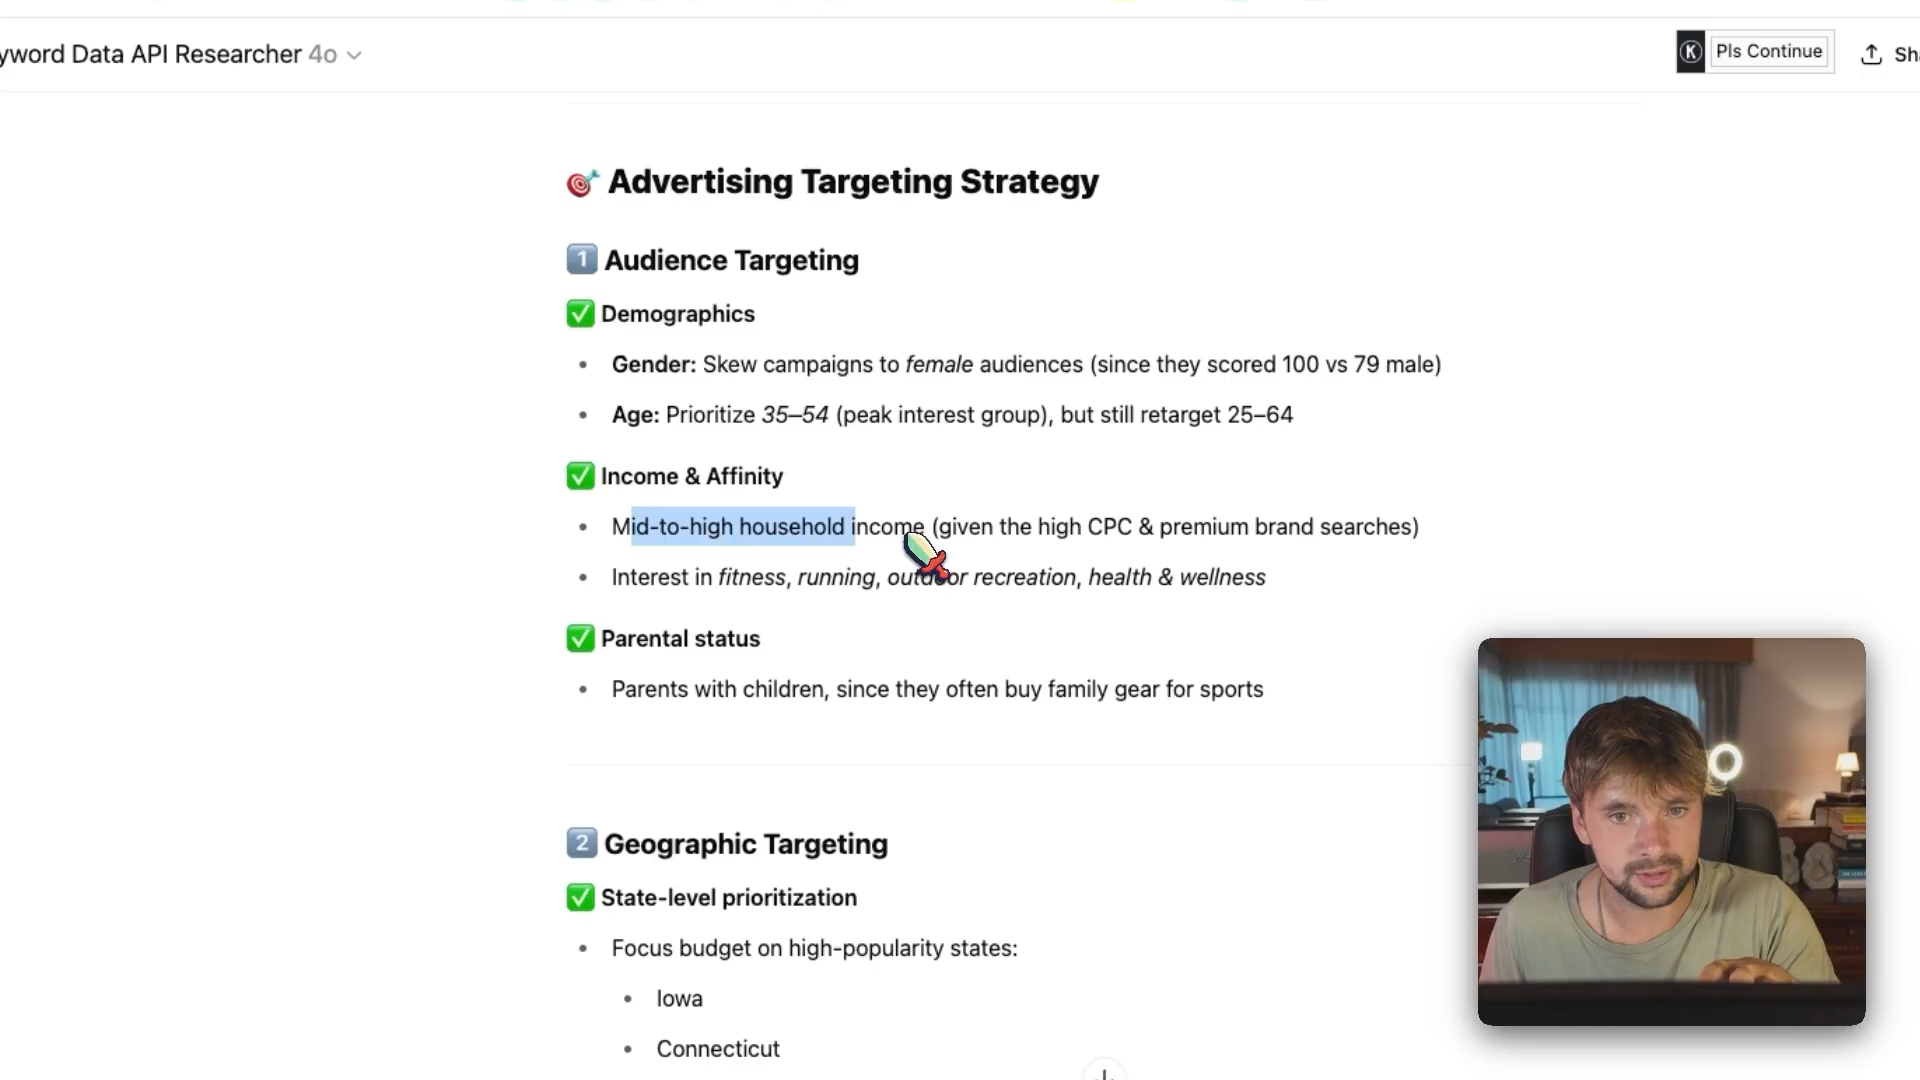 yword Data API Researcher 4o
K Pls Continue
Sh
Advertising Targeting Strategy
1 Audience Targeting
Demographics
Gender: Skew campaigns to female audiences (since they scored 100 vs 79 male)
Age: Prioritize 35–54 (peak interest group), but still retarget 25–64
Income & Affinity
Mid-to-high household income (given the high CPC & premium brand searches)
Interest in fitness, running, outdoor recreation, health & wellness
Parental status
Parents with children, since they often buy family gear for sports
2 Geographic Targeting
State-level prioritization
Focus budget on high-popularity states:
Iowa
Connecticut